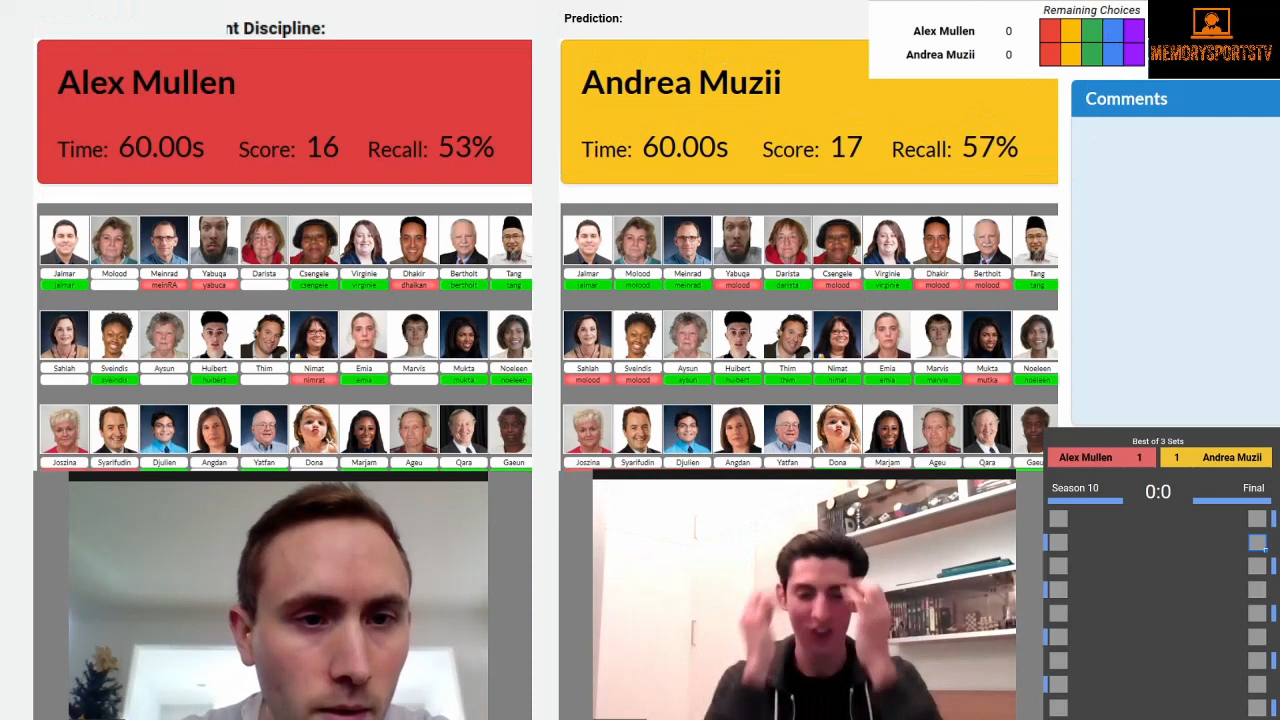 nt Discipline:
Alex Mullen
Time: 60.00s Score: 16 Recall: 53%
Jalmar Molood Meinrad Yabuqa Darista Csengele Virginie Dhakir Bertholt Tang
jalmar meinRA yabuca csengele virginie dhaikan bertholt tang
Sahlah Sveindis Aysun Huibert Thim Nimat Emia Marvis Mukta Noeleen
sveindis huibert nimrat emia mukta noeleen
Joszina Syarifudin Djulien Angdan Yatfan Dona Marjam Ageu Qara Gaeun
Prediction:
Andrea Muzii
Time: 60.00s Score: 17 Recall: 57%
Jalmar Molood Meinrad Yabuqa Darista Csengele Virginie Dhakir Bertholt Tang
jalmar molood meinrad molood darista molood virginie molood molood tang
Sahlah Sveindis Aysun Huibert Thim Nimat Emia Marvis Mukta Noeleen
molood molood aysun huibert thim nimat emia marvis mutka noeleen
Joszina Syarifudin Djulien Angdan Yatfan Dona Marjam Ageu Qara Gaeu
Remaining Choices
Alex Mullen 0
Andrea Muzii 0
MEMORYSPORTSTV
Comments
Best of 3 Sets
Alex Mullen 1 1 Andrea Muzii
Season 10 0:0 Final